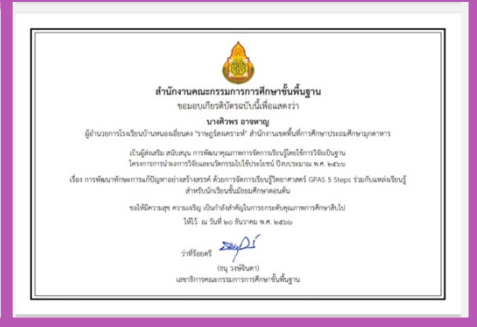 สำนักงานคณะกรรมการการศึกษาขั้นพื้นฐาน
ขอมอบเกียรติบัตรฉบับนี้เพื่อแสดงว่า
นางศิวพร อาจหาญ
ผู้อำนวยการโรงเรียนบ้านหนองเอี่ยนดง "ราษฎร์สงเคราะห์" สำนักงานเขตพื้นที่การศึกษาประถมศึกษามุกดาหาร
เป็นผู้ส่งเสริม สนับสนุน การพัฒนาคุณภาพการจัดการเรียนรู้โดยใช้การวิจัยเป็นฐาน
โครงการการนำผลการวิจัยและนวัตกรรมไปใช้ประโยชน์ ปีงบประมาณ พ.ศ. ๒๕๖๖
เรื่อง การพัฒนาทักษะการแก้ปัญหาอย่างสร้างสรรค์ ด้วยการจัดการเรียนรู้วิทยาศาสตร์ GPAS 5 Steps ร่วมกับแหล่งเรียนรู้
สำหรับนักเรียนชั้นมัธยมศึกษาตอนต้น
ขอให้มีความสุข ความเจริญ เป็นกำลังสำคัญในการยกระดับคุณภาพการศึกษาสืบไป
ให้ไว้ ณ วันที่ ๒๐ ธันวาคม พ.ศ. ๒๕๖๖
ว่าที่ร้อยตรี
(ธนุ วงษ์จินดา)
เลขาธิการคณะกรรมการการศึกษาขั้นพื้นฐาน